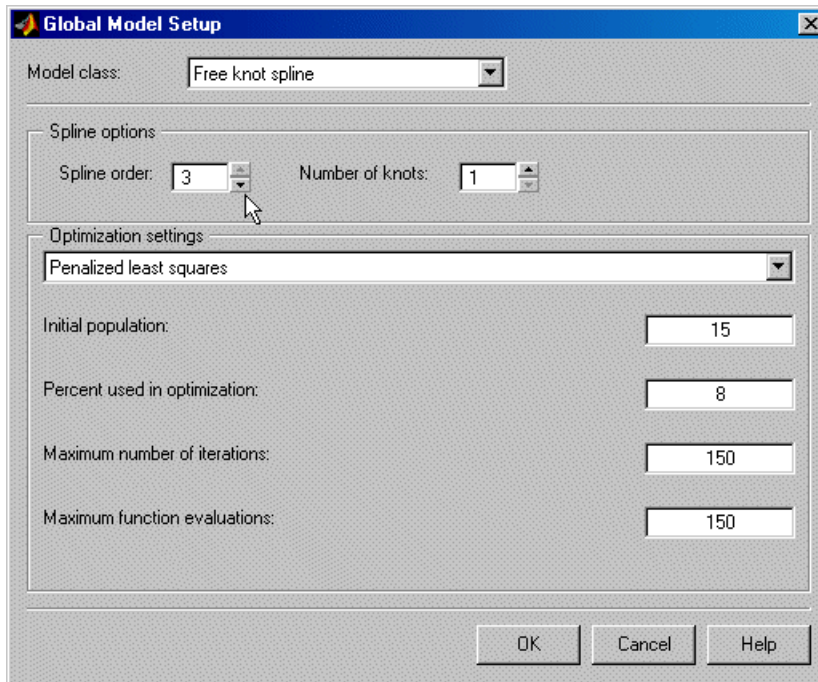 Global Model Setup
Model class: Free knot spline
Spline options
Spline order: 3 Number of knots: 1
Optimization settings
Penalized least squares
Initial population: 15
Percent used in optimization: 8
Maximum number of iterations: 150
Maximum function evaluations: 150
OK Cancel Help